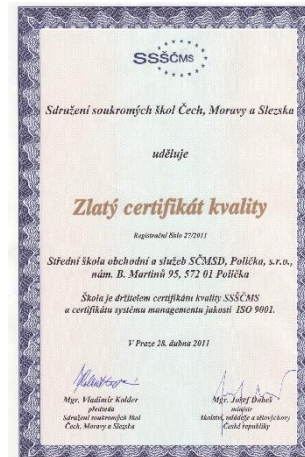 SSŠČMS
Sdružení soukromých škol Čech, Moravy a Slezska
uděluje
Zlatý certifikát kvality
Registrační číslo 27/2011
Střední škola obchodní a služeb SČMSD, Polička, s.r.o.,
nám. B. Martinů 95, 572 01 Polička
Škola je držitelem certifikátu kvality SSŠČMS
a certifikátu systému managementu jakosti ISO 9001.
V Praze 28. dubna 2011
Mgr. Vladimír Kolder
předseda
Sdružení soukromých škol
Čech, Moravy a Slezska
Mgr. Josef Dobeš
ministr
školství, mládeže a tělovýchovy
České republiky